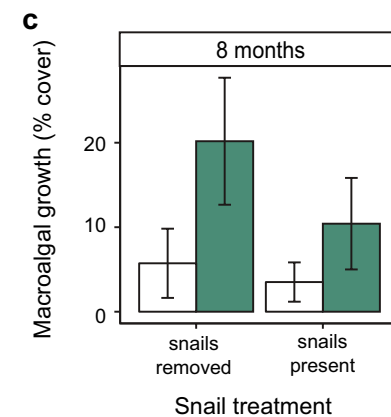 c
8 months
Macroalgal growth (% cover)
20
10
0
snails removed
snails present
Snail treatment